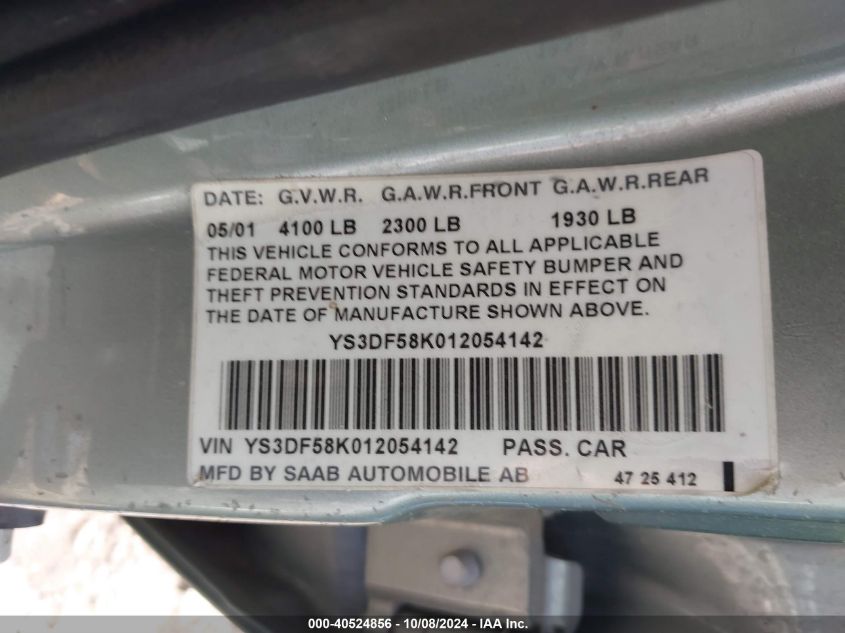 DATE: G.V.W.R. G.A.W.R.FRONT G.A.W.R.REAR
05/01 4100 LB 2300 LB 1930 LB
THIS VEHICLE CONFORMS TO ALL APPLICABLE
FEDERAL MOTOR VEHICLE SAFETY BUMPER AND
THEFT PREVENTION STANDARDS IN EFFECT ON
THE DATE OF MANUFACTURE SHOWN ABOVE.
YS3DF58K012054142
VIN YS3DF58K012054142 PASS. CAR
MFD BY SAAB AUTOMOBILE AB 47 25 412
000-40524856 - 10/08/2024 - IAA Inc.